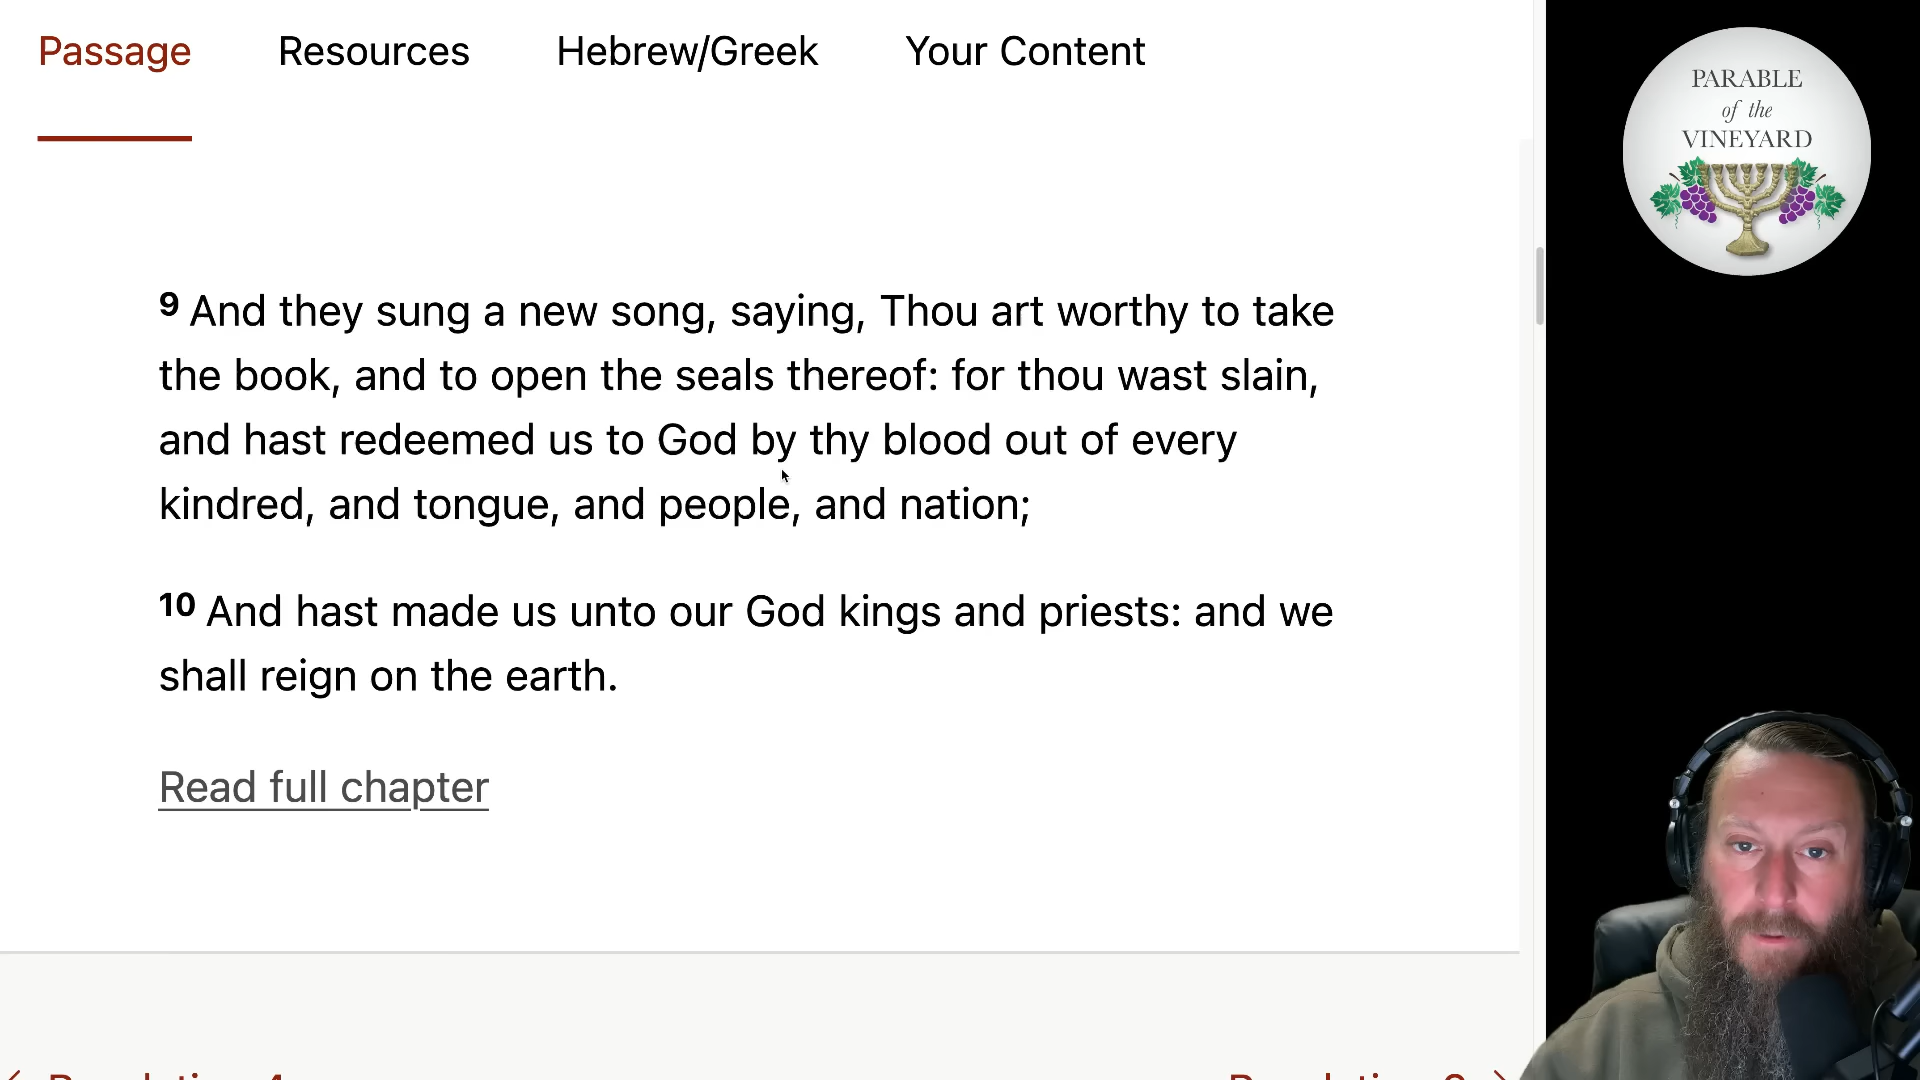 Passage
Resources
Hebrew/Greek
Your Content
PARABLE
of the
VINEYARD
9 And they sung a new song, saying, Thou art worthy to take
the book, and to open the seals thereof: for thou wast slain,
and hast redeemed us to God by thy blood out of every
kindred, and tongue, and people, and nation;
10 And hast made us unto our God kings and priests: and we
shall reign on the earth.
Read full chapter